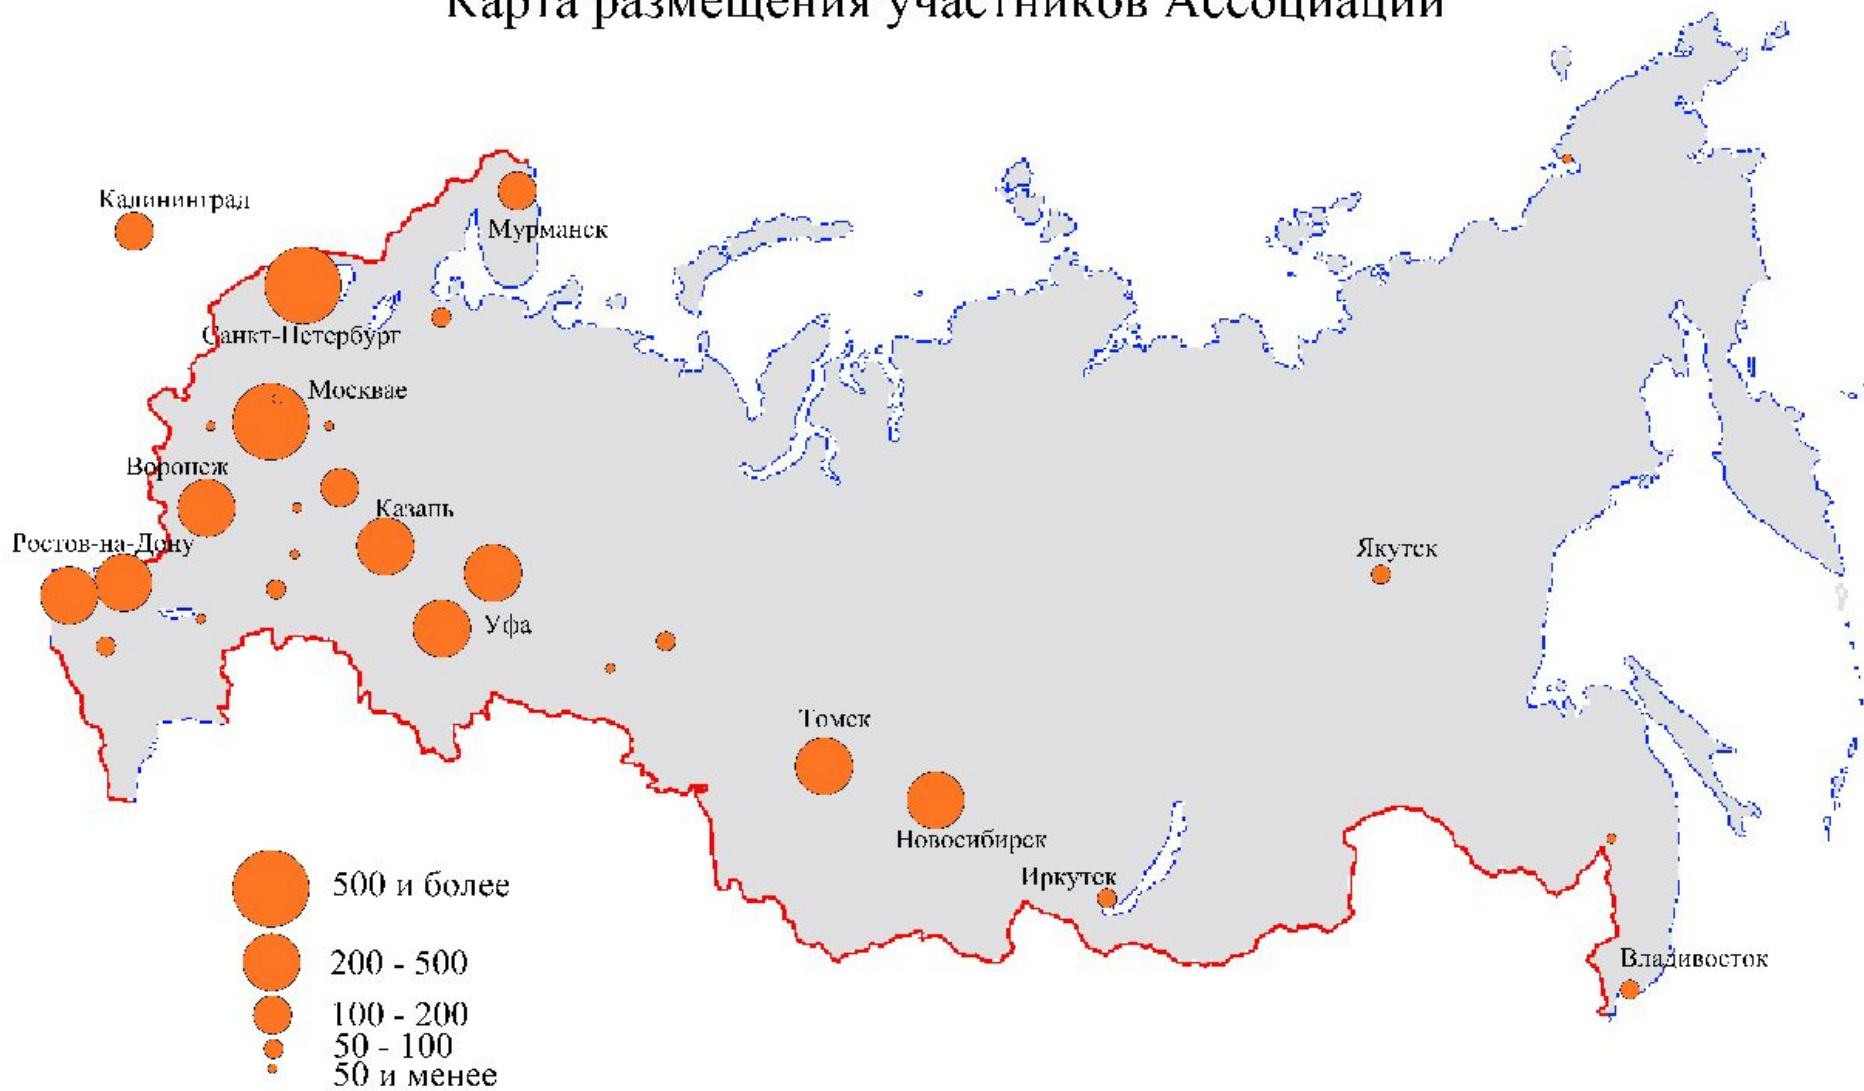 Карта размещения участников Ассоциации
Калининград
Мурманск
Санкт-Петербург
Москвае
Воронеж
Казань
Ростов-на-Дону
Якутск
Уфа
Томск
Новосибирск
Иркутск
Владивосток
500 и более
200 - 500
100 - 200
50 - 100
50 и менее